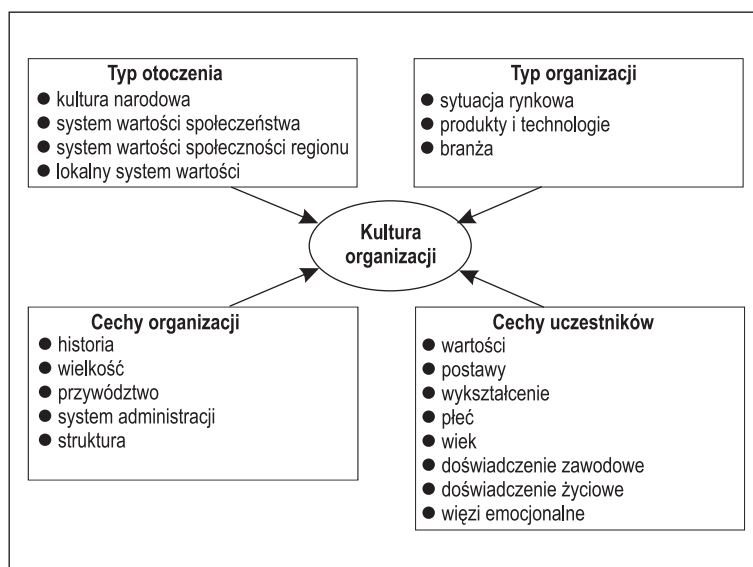 Typ otoczenia
● kultura narodowa
● system wartości społeczeństwa
● system wartości społeczności regionu
● lokalny system wartości
Typ organizacji
● sytuacja rynkowa
● produkty i technologie
● branża
Kultura
organizacji
Cechy organizacji
● historia
● wielkość
● przywództwo
● system administracji
● struktura
Cechy uczestników
● wartości
● postawy
● wykształcenie
● płeć
● wiek
● doświadczenie zawodowe
● doświadczenie życiowe
● więzi emocjonalne